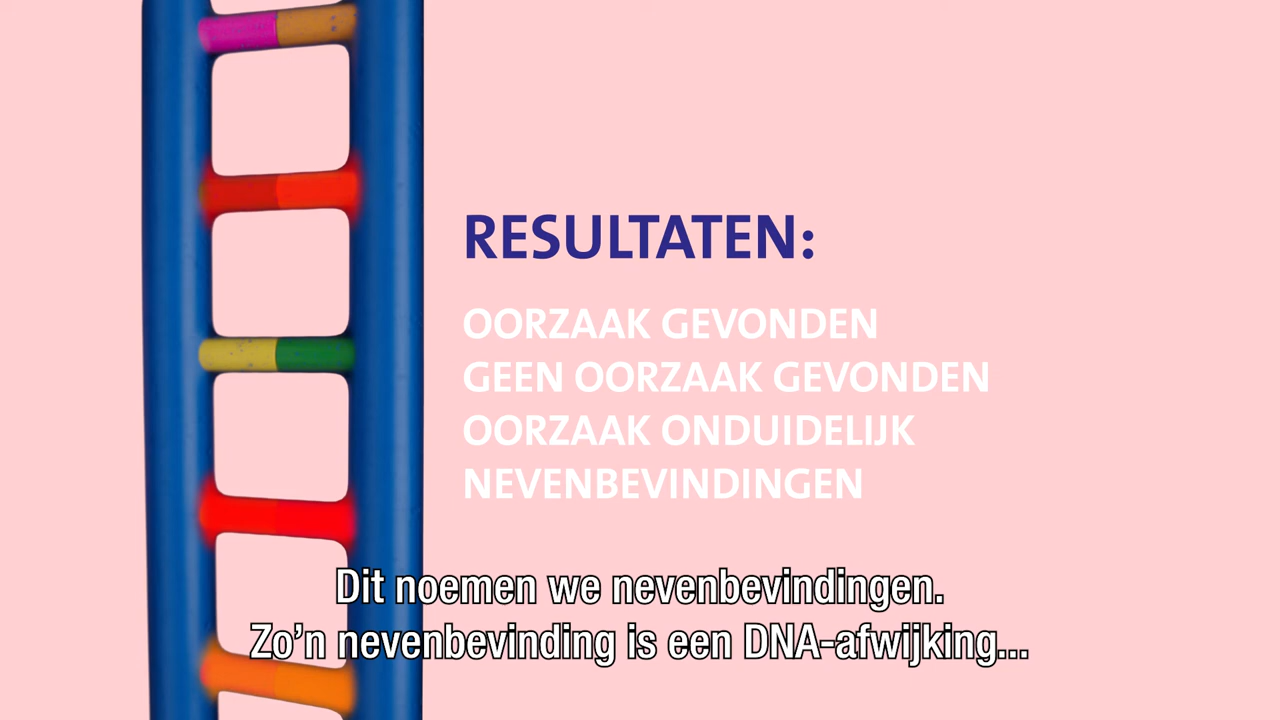 RESULTATEN:
OORZAAK GEVONDEN
GEEN OORZAAK GEVONDEN
OORZAAK ONDUIDELIJK
NEVENBEVINDINGEN
Dit noemen we nevenbevindingen.
Zo’n nevenbevinding is een DNA-afwijking...